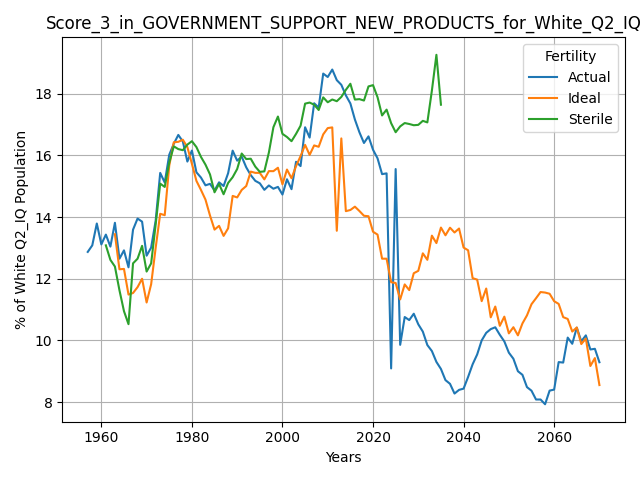 Score_3_in_GOVERNMENT_SUPPORT_NEW_PRODUCTS_for_White_Q2_IQ
Fertility
Actual
Ideal
Sterile
% of White Q2_IQ Population
18
16
14
12
10
8
1960
1980
2000
2020
2040
2060
Years